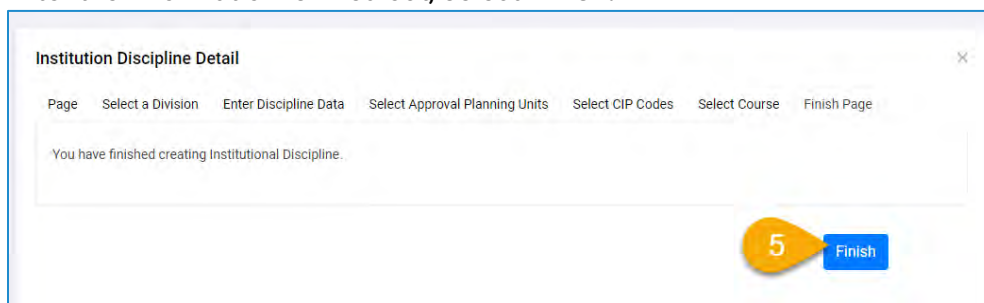 Institution Discipline Detail ×
Page Select a Division Enter Discipline Data Select Approval Planning Units Select CIP Codes Select Course Finish Page
You have finished creating Institutional Discipline.
5 Finish